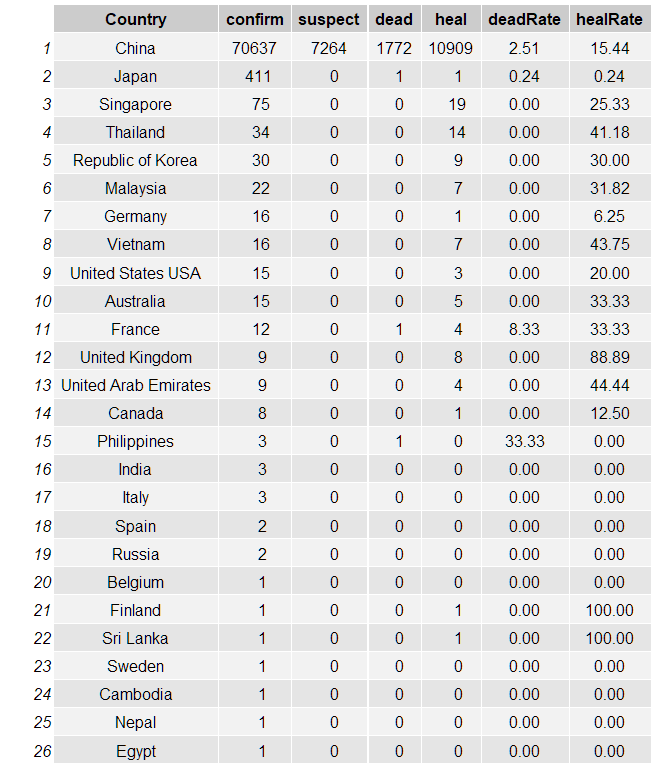 Country confirm suspect dead heal deadRate healRate
1 China 70637 7264 1772 10909 2.51 15.44
2 Japan 411 0 1 1 0.24 0.24
3 Singapore 75 0 0 19 0.00 25.33
4 Thailand 34 0 0 14 0.00 41.18
5 Republic of Korea 30 0 0 9 0.00 30.00
6 Malaysia 22 0 0 7 0.00 31.82
7 Germany 16 0 0 1 0.00 6.25
8 Vietnam 16 0 0 7 0.00 43.75
9 United States USA 15 0 0 3 0.00 20.00
10 Australia 15 0 0 5 0.00 33.33
11 France 12 0 1 4 8.33 33.33
12 United Kingdom 9 0 0 8 0.00 88.89
13 United Arab Emirates 9 0 0 4 0.00 44.44
14 Canada 8 0 0 1 0.00 12.50
15 Philippines 3 0 1 0 33.33 0.00
16 India 3 0 0 0 0.00 0.00
17 Italy 3 0 0 0 0.00 0.00
18 Spain 2 0 0 0 0.00 0.00
19 Russia 2 0 0 0 0.00 0.00
20 Belgium 1 0 0 0 0.00 0.00
21 Finland 1 0 0 1 0.00 100.00
22 Sri Lanka 1 0 0 1 0.00 100.00
23 Sweden 1 0 0 0 0.00 0.00
24 Cambodia 1 0 0 0 0.00 0.00
25 Nepal 1 0 0 0 0.00 0.00
26 Egypt 1 0 0 0 0.00 0.00